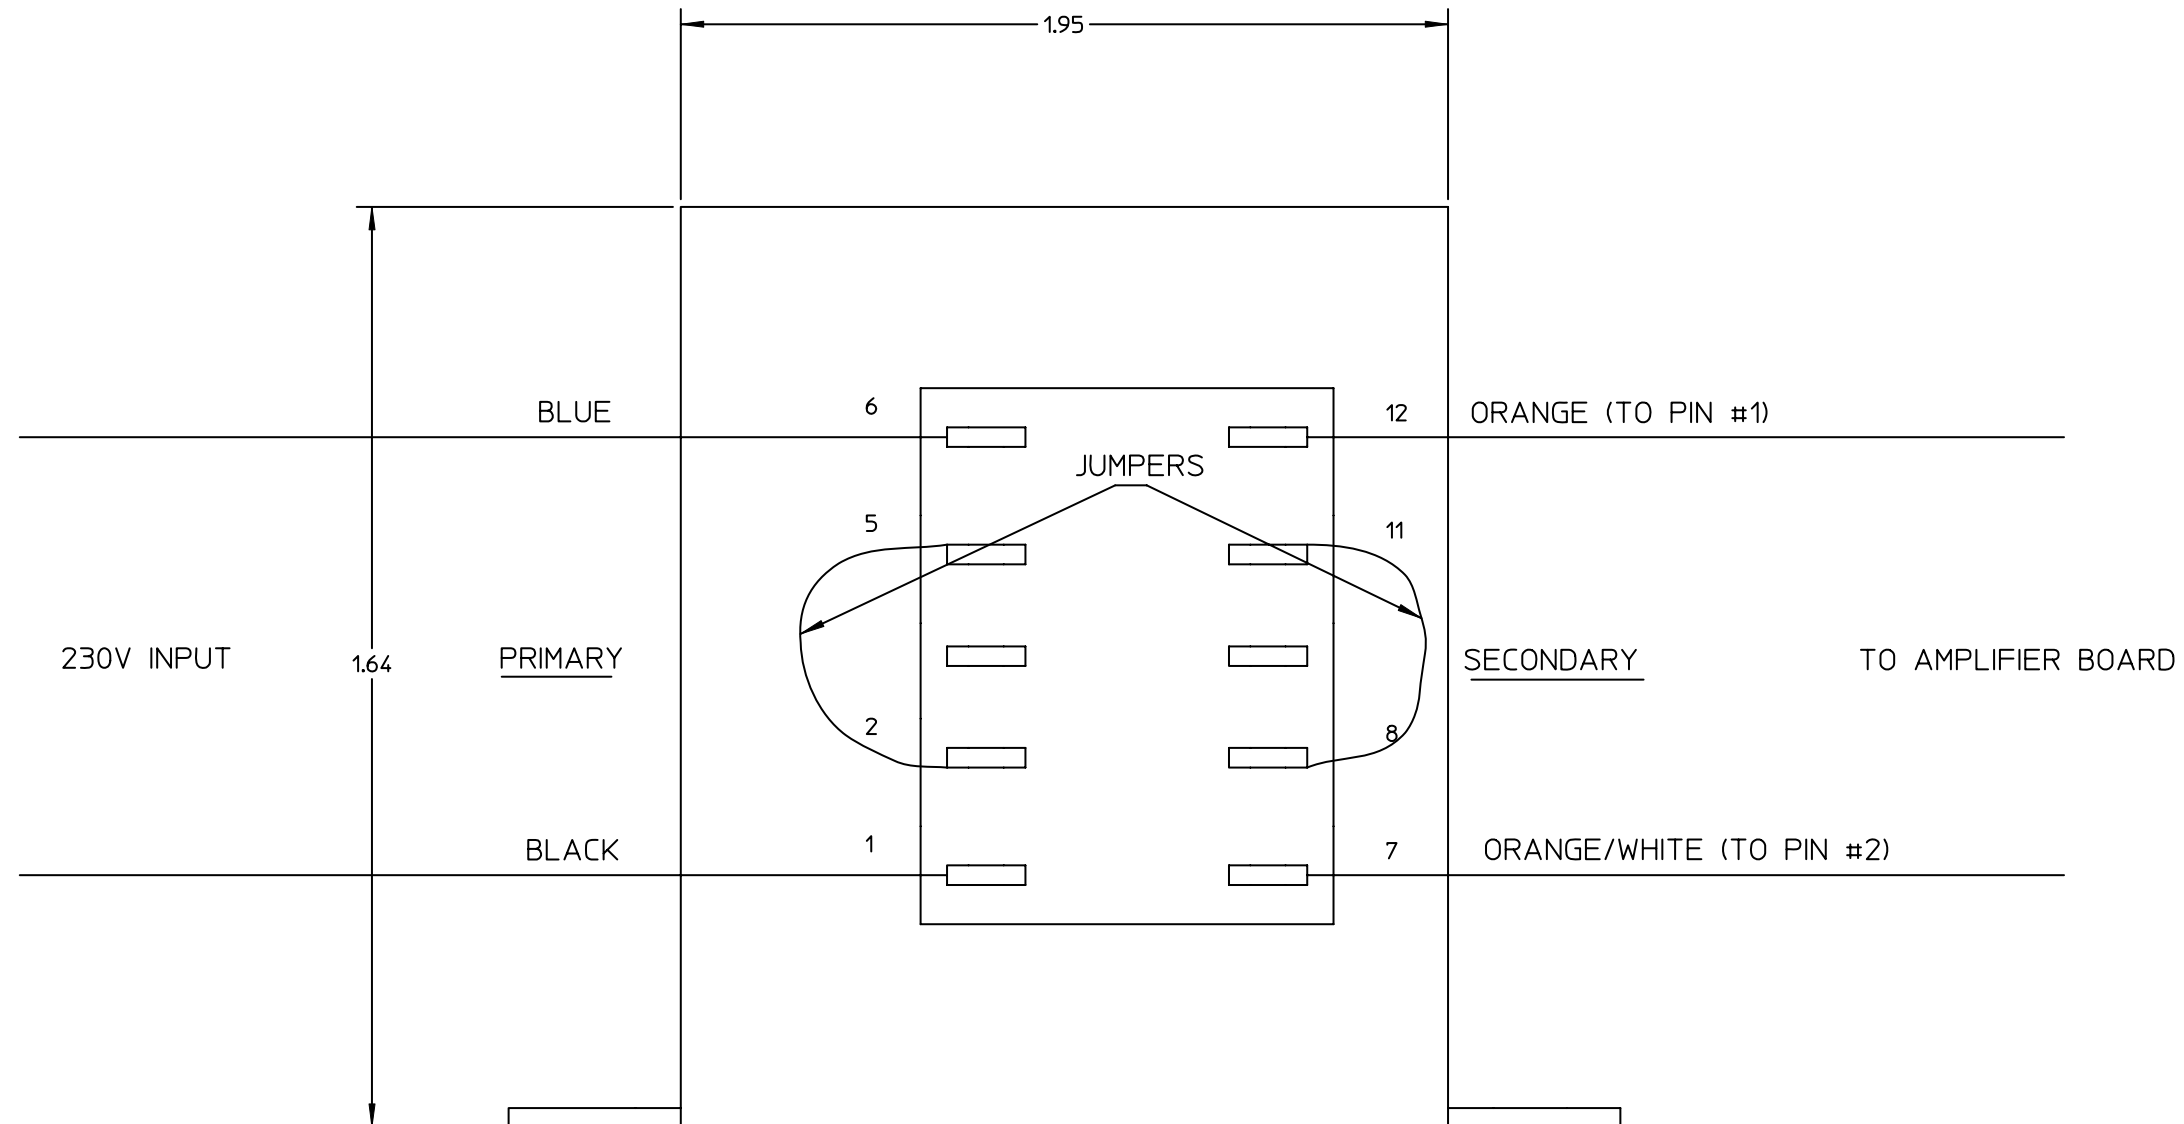 1.95
BLUE 6 12 ORANGE (TO PIN #1)
JUMPERS
5 11
230V INPUT 1.64 PRIMARY SECONDARY TO AMPLIFIER BOARD
2 8
BLACK 1 7 ORANGE/WHITE (TO PIN #2)